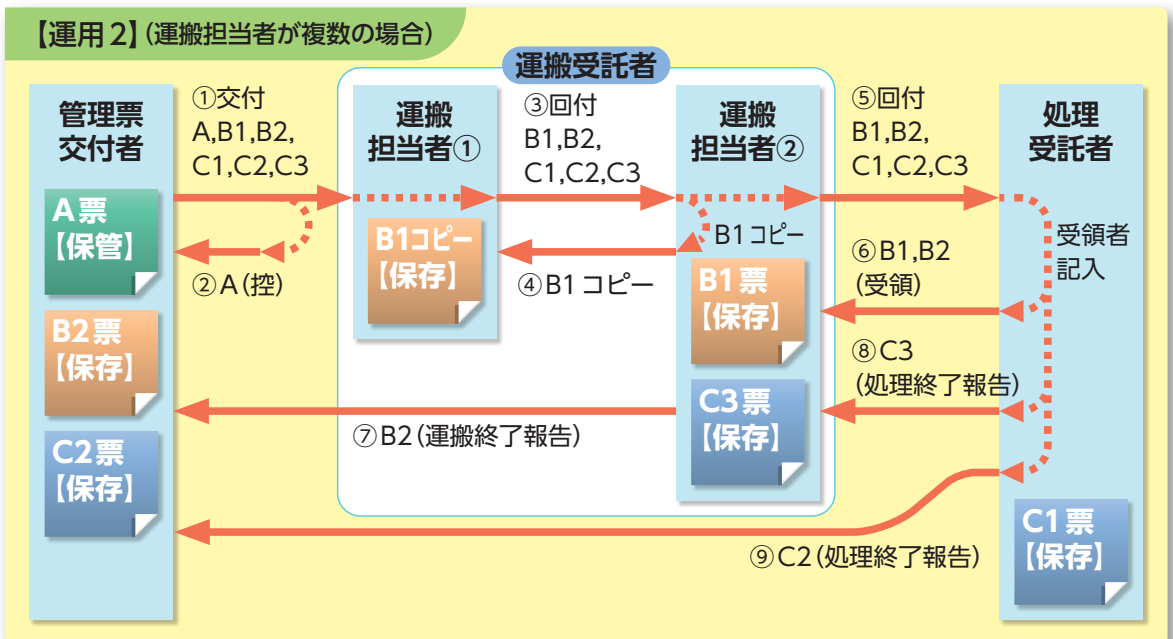 【運用2】(運搬担当者が複数の場合)
運搬受託者
管理票
交付者
①交付
A,B1,B2,
C1,C2,C3
運搬
担当者①
③回付
B1,B2,
C1,C2,C3
運搬
担当者②
⑤回付
B1,B2,
C1,C2,C3
処理
受託者
A票
【保管】
②A(控)
B1コピー
【保存】
④B1コピー
B1コピー
B1票
【保存】
⑥B1,B2
(受領)
受領者
記入
B2票
【保存】
⑧C3
(処理終了報告)
C3票
【保存】
⑦B2(運搬終了報告)
C2票
【保存】
C1票
【保存】
⑨C2(処理終了報告)